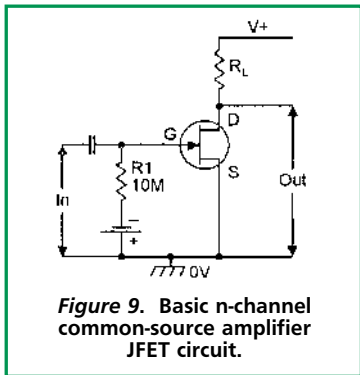 V+
RL
D
G
R1
10M
S
In
Out
−
+
0V
Figure 9. Basic n-channel
common-source amplifier
JFET circuit.